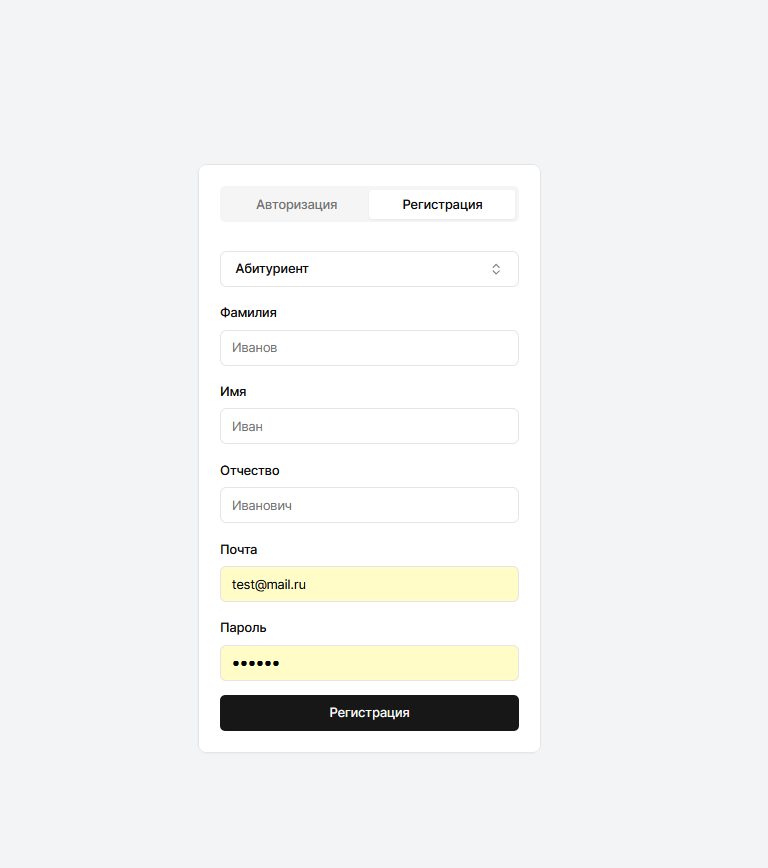 Авторизация Регистрация
Абитуриент
Фамилия
Иванов
Имя
Иван
Отчество
Иванович
Почта
test@mail.ru
Пароль
••••••
Регистрация